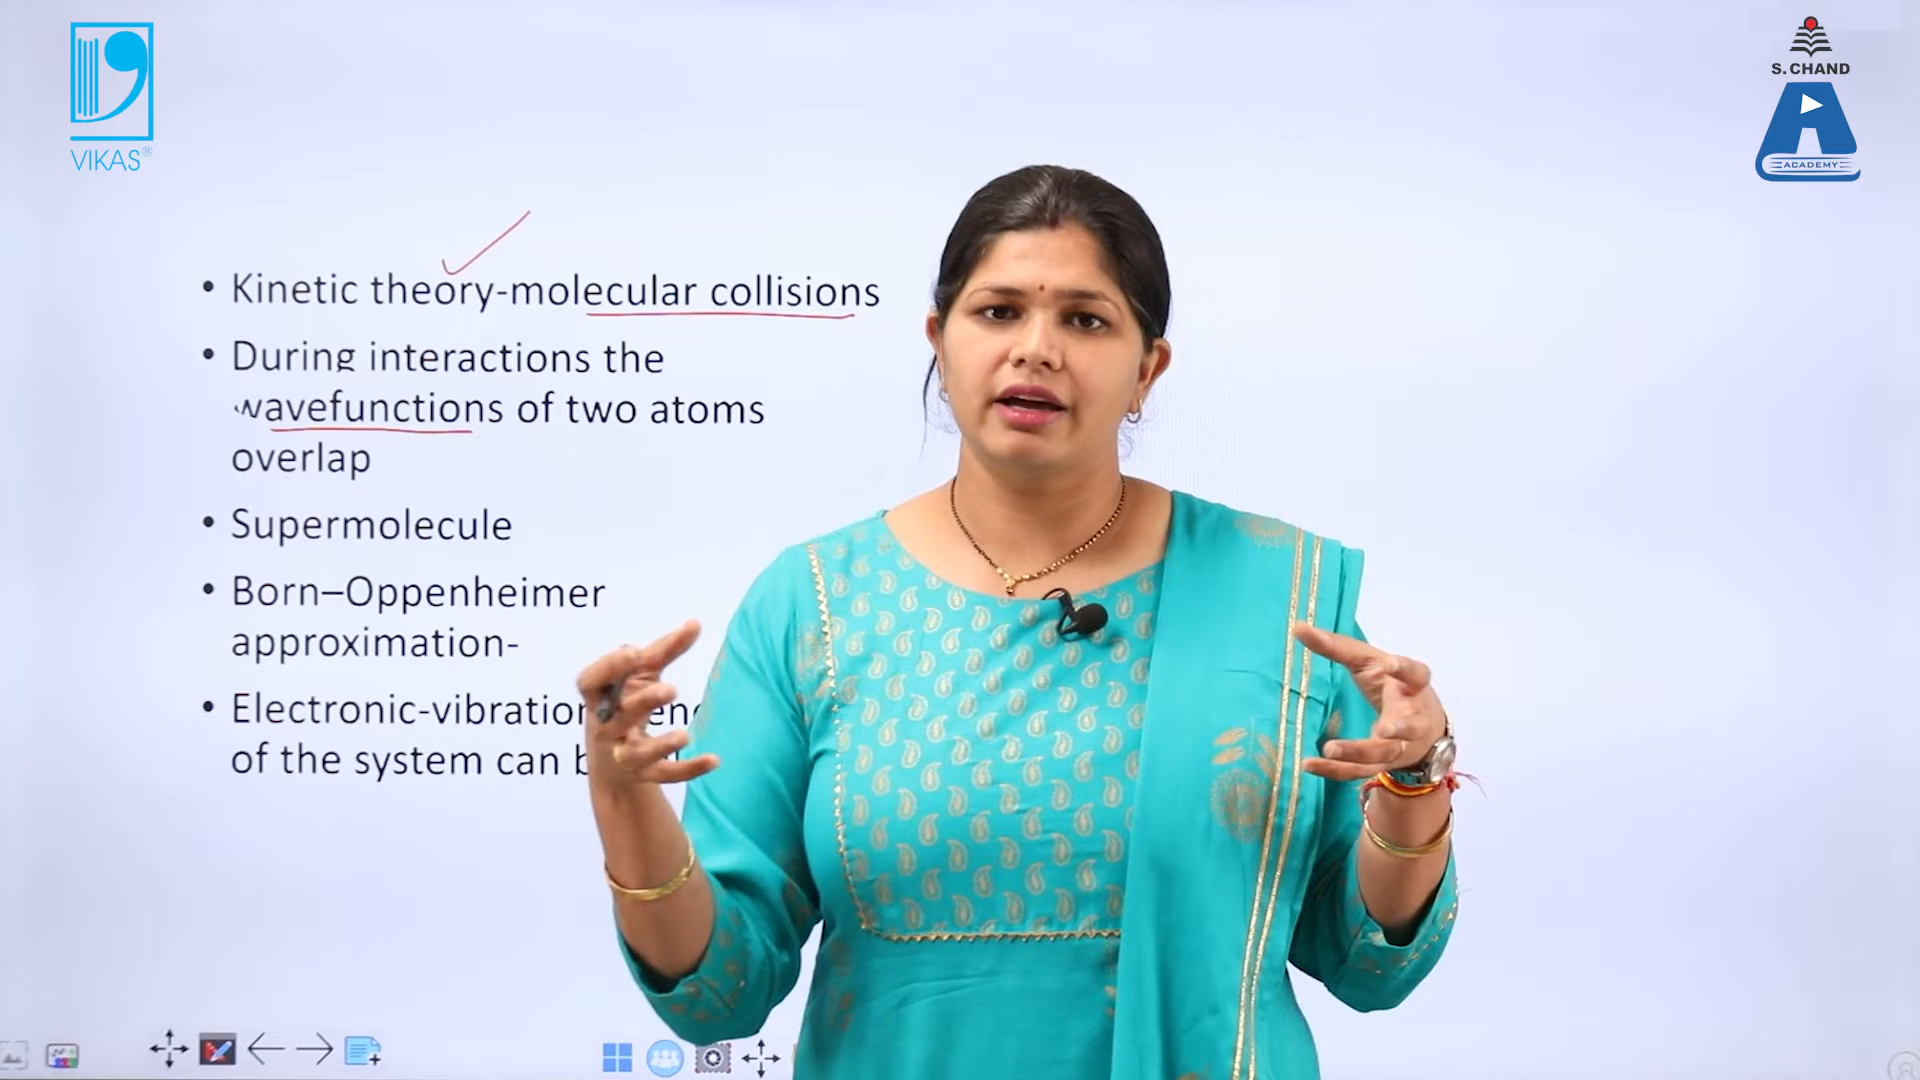 VIKAS®
S. CHAND
ACADEMY
• Kinetic theory-molecular collisions
• During interactions the
wavefunctions of two atoms
overlap
• Supermolecule
• Born–Oppenheimer
approximation-
• Electronic-vibration
of the system can